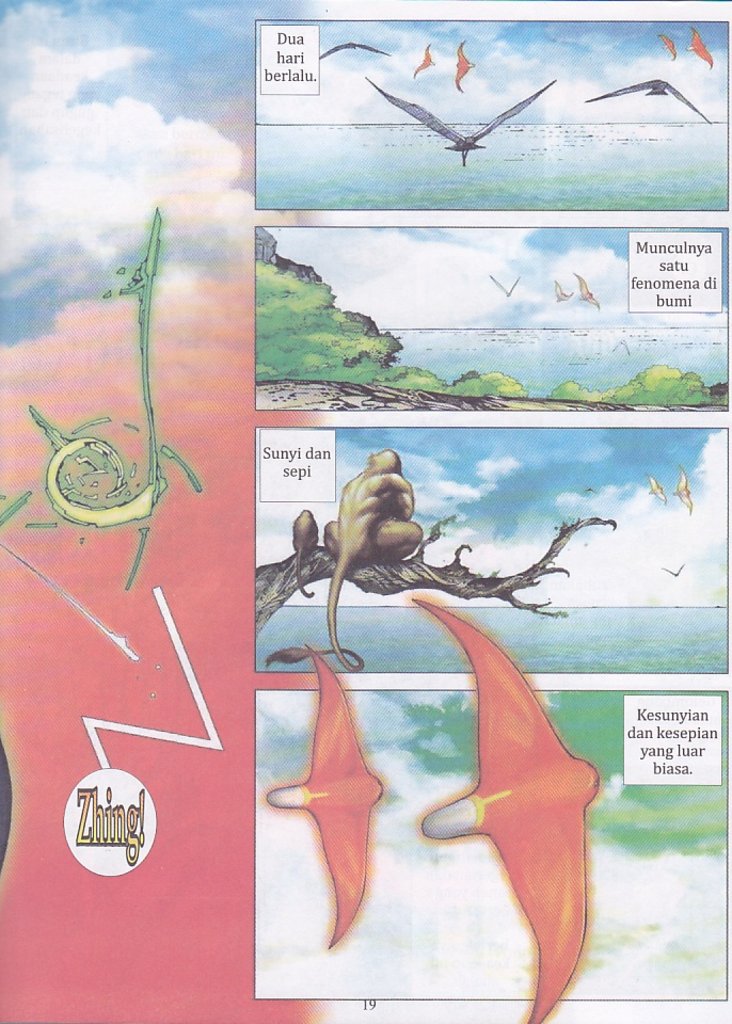 Dua
hari
berlalu.
Munculnya
satu
fenomena di
bumi
Sunyi dan
sepi
Kesunyian
dan kesepian
yang luar
biasa.
Zhing!
19